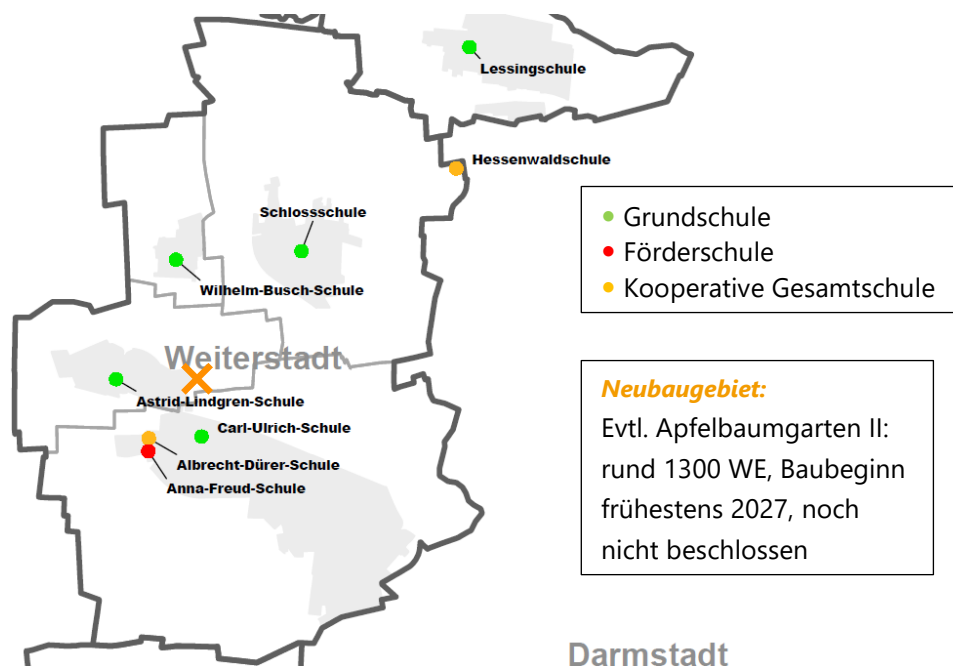 Lessingschule
Hessenwaldschule
Schlossschule
Wilhelm-Busch-Schule
Weiterstadt
Astrid-Lindgren-Schule
Carl-Ulrich-Schule
Albrecht-Dürer-Schule
Anna-Freud-Schule
Darmstadt
Grundschule
Förderschule
Kooperative Gesamtschule
Neubaugebiet:
Evtl. Apfelbaumgarten II:
rund 1300 WE, Baubeginn
frühestens 2027, noch
nicht beschlossen